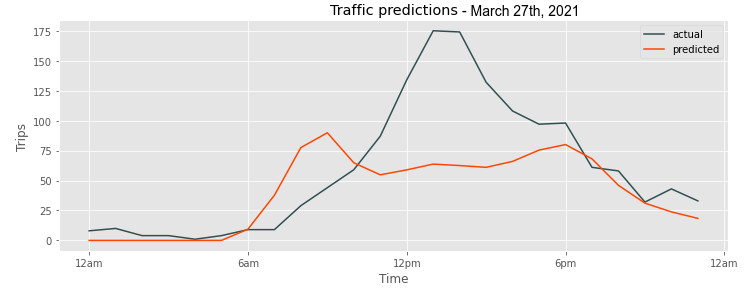 Traffic predictions - March 27th, 2021
actual
predicted
Trips
175
150
125
100
75
50
25
0
12am 6am 12pm 6pm 12am
Time